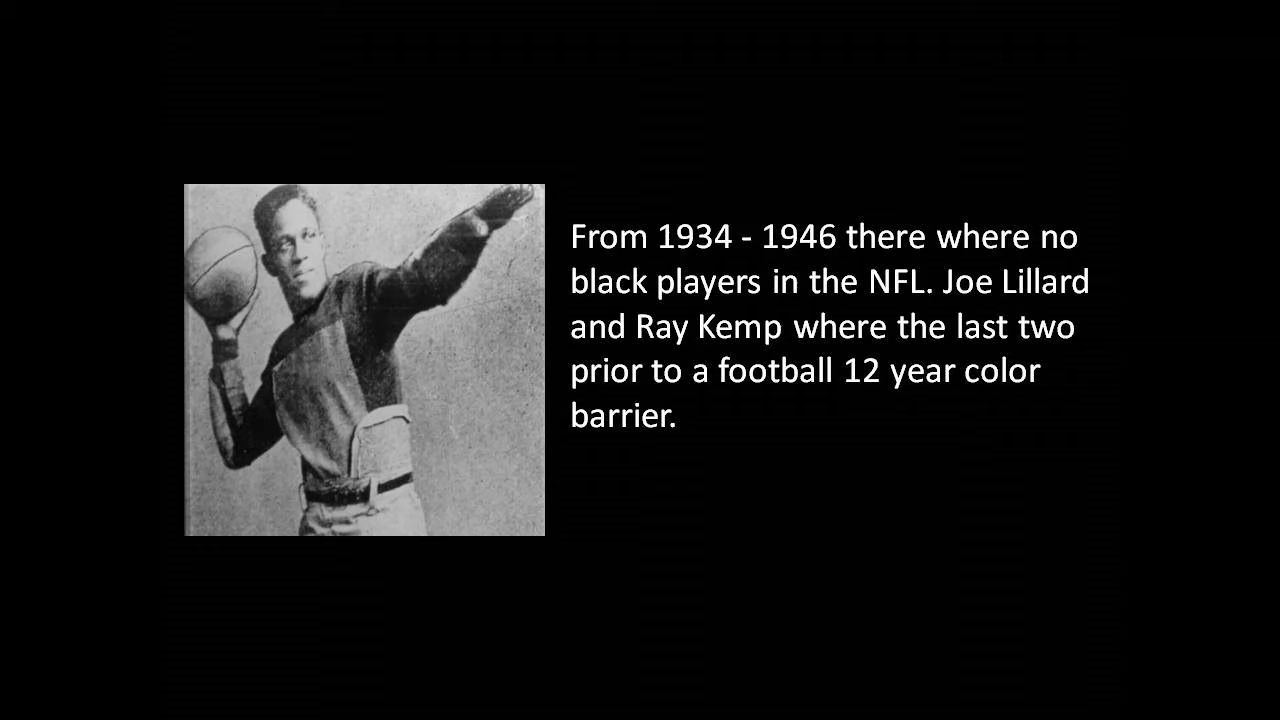 From 1934 - 1946 there where no
black players in the NFL. Joe Lillard
and Ray Kemp where the last two
prior to a football 12 year color
barrier.